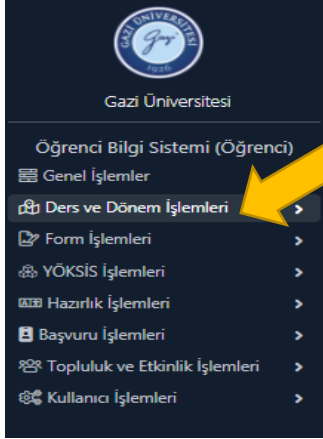 GAZİ ÜNİVERSİTESİ
Gazi
1926
Gazi Üniversitesi
Öğrenci Bilgi Sistemi (Öğrenci)
Genel İşlemler
Ders ve Dönem İşlemleri
Form İşlemleri
YÖKSİS İşlemleri
Hazırlık İşlemleri
Başvuru İşlemleri
Topluluk ve Etkinlik İşlemleri
Kullanıcı İşlemleri